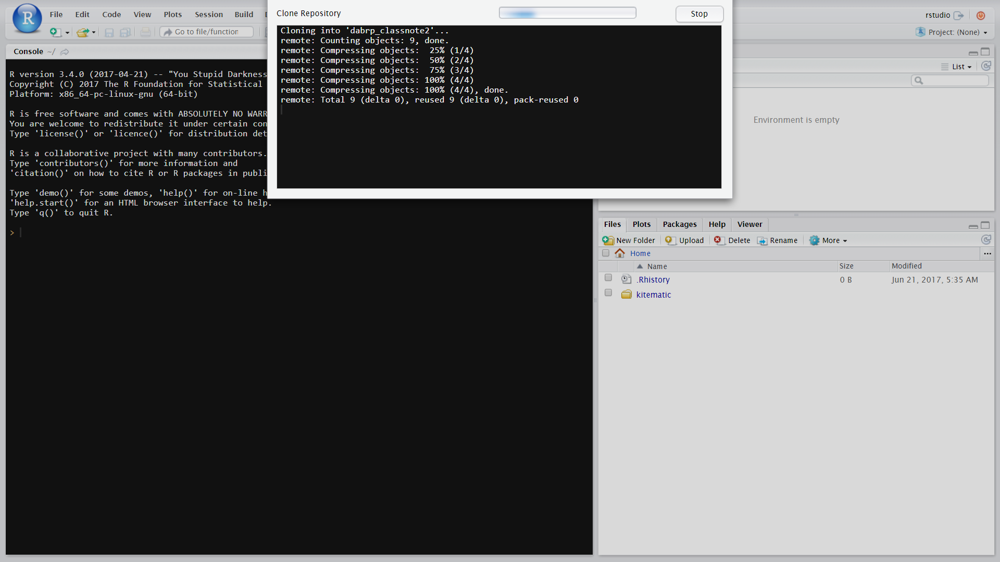 R
File Edit Code View Plots Session Build
Go to file/function
rstudio
Project: (None)
Clone Repository
Stop
Cloning into 'dabrp_classnote2'...
remote: Counting objects: 9, done.
remote: Compressing objects:  25% (1/4)
remote: Compressing objects:  50% (2/4)
remote: Compressing objects:  75% (3/4)
remote: Compressing objects: 100% (4/4)
remote: Compressing objects: 100% (4/4), done.
remote: Total 9 (delta 0), reused 9 (delta 0), pack-reused 0
Console ~/
R version 3.4.0 (2017-04-21) -- "You Stupid Darkness
Copyright (C) 2017 The R Foundation for Statistical
Platform: x86_64-pc-linux-gnu (64-bit)
R is free software and comes with ABSOLUTELY NO WARR
You are welcome to redistribute it under certain con
Type 'license()' or 'licence()' for distribution det
R is a collaborative project with many contributors.
Type 'contributors()' for more information and
'citation()' on how to cite R or R packages in publi
Type 'demo()' for some demos, 'help()' for on-line h
'help.start()' for an HTML browser interface to help.
Type 'q()' to quit R.
>
List
Environment is empty
Files Plots Packages Help Viewer
New Folder Upload Delete Rename More
Home ...
Name Size Modified
.Rhistory 0 B Jun 21, 2017, 5:35 AM
kitematic